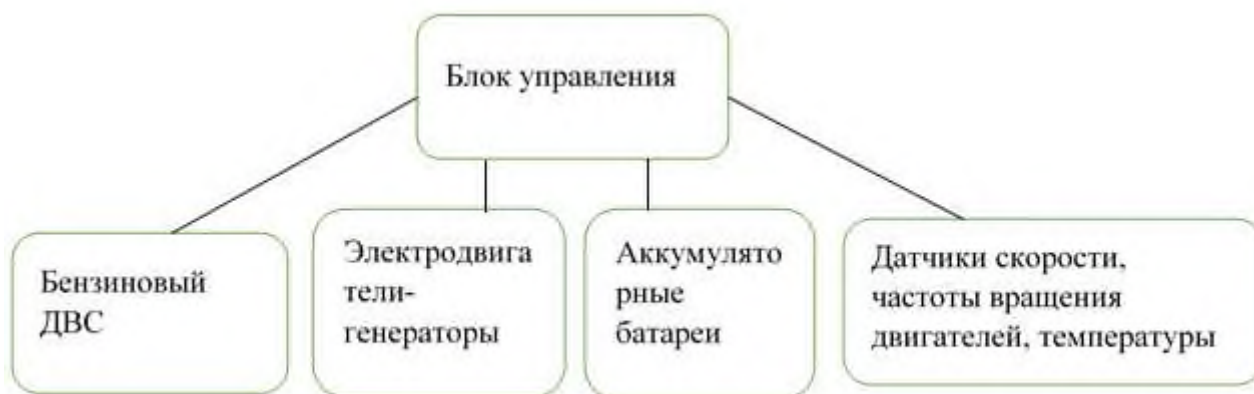 Блок управления
Бензиновый
ДВС
Электродвига
тели-
генераторы
Аккумулято
рные
батареи
Датчики скорости,
частоты вращения
двигателей, температуры